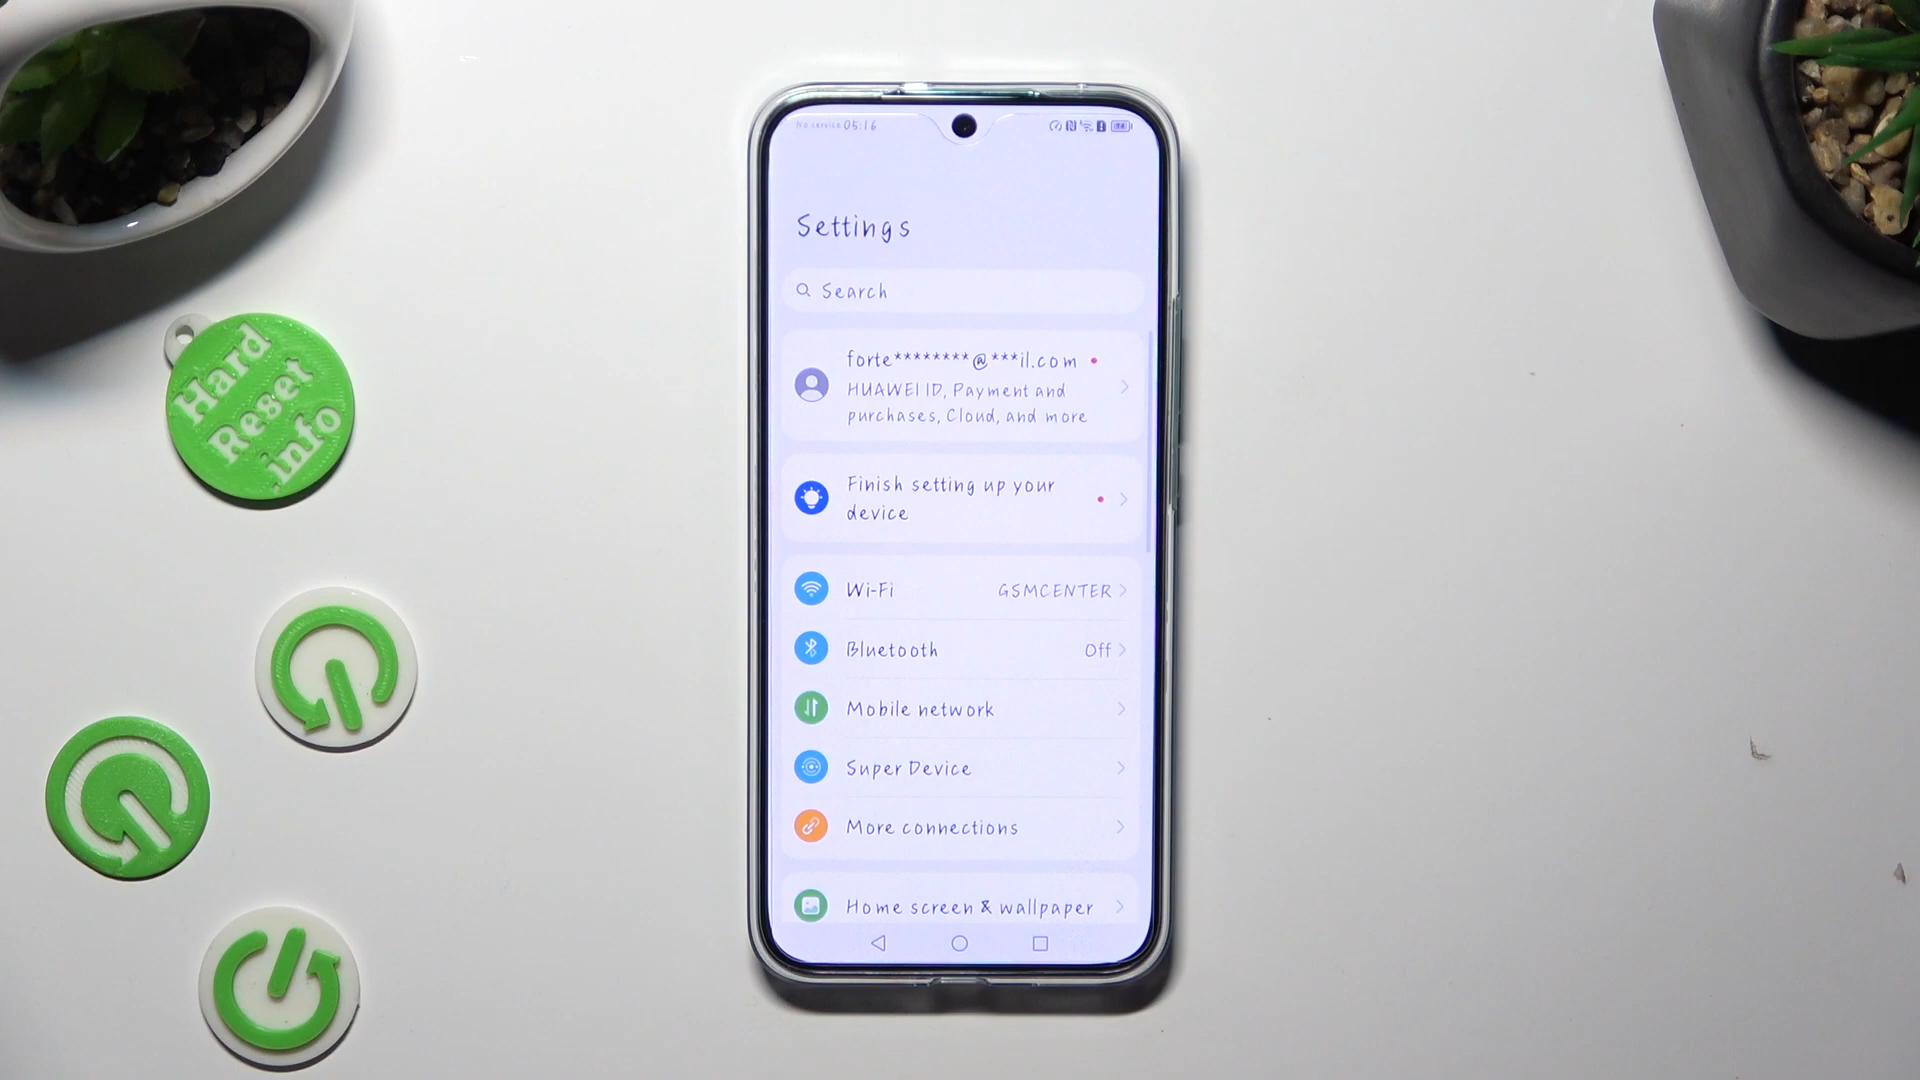 No service 05:16
Settings
Search
forte********@***il.com
HUAWEI ID, Payment and
purchases, Cloud, and more
Finish setting up your
device
Wi-Fi GSMCENTER
Bluetooth Off
Mobile network
Super Device
More connections
Home screen & wallpaper
Hard
Reset
.info